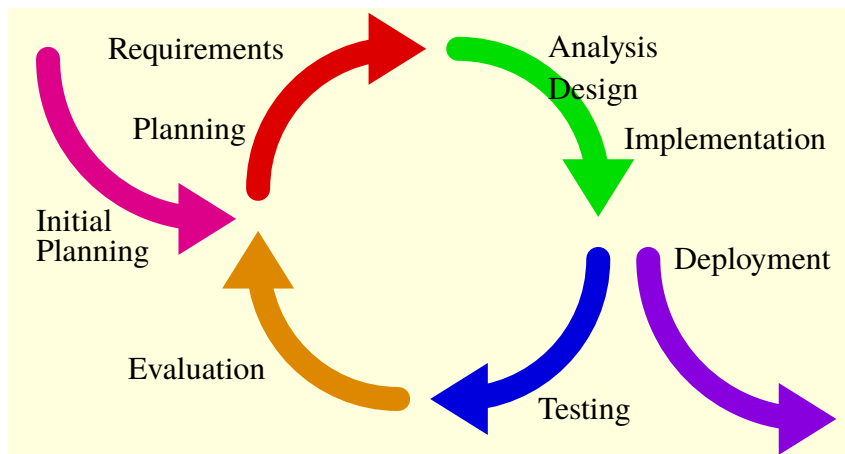 Requirements
Analysis
Design
Planning
Implementation
Initial
Planning
Deployment
Evaluation
Testing